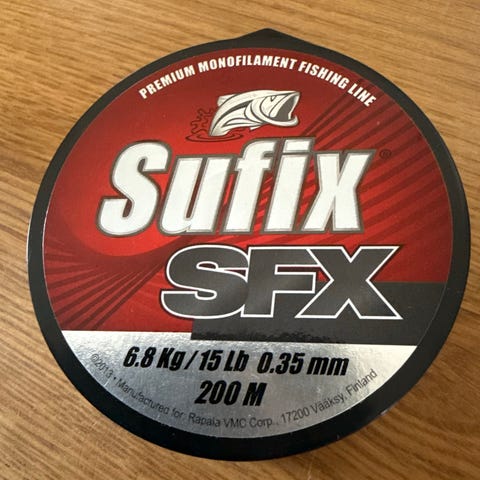 PREMIUM MONOFILAMENT FISHING LINE
Sufix®
SFX
6.8 Kg/15 Lb 0.35 mm
200 M
©2013 • Manufactured for: Rapala VMC Corp., 17200 Vääksy, Finland